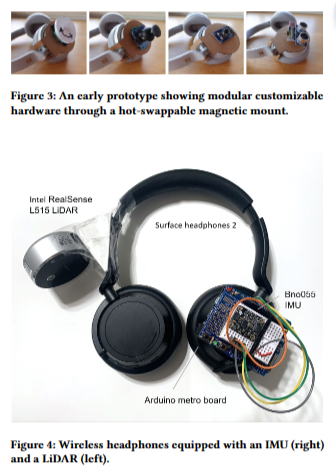 Figure 3: An early prototype showing modular customizable
hardware through a hot-swappable magnetic mount.
Intel RealSense
L515 LiDAR
Surface headphones 2
Bno055
IMU
Arduino metro board
Figure 4: Wireless headphones equipped with an IMU (right)
and a LiDAR (left).